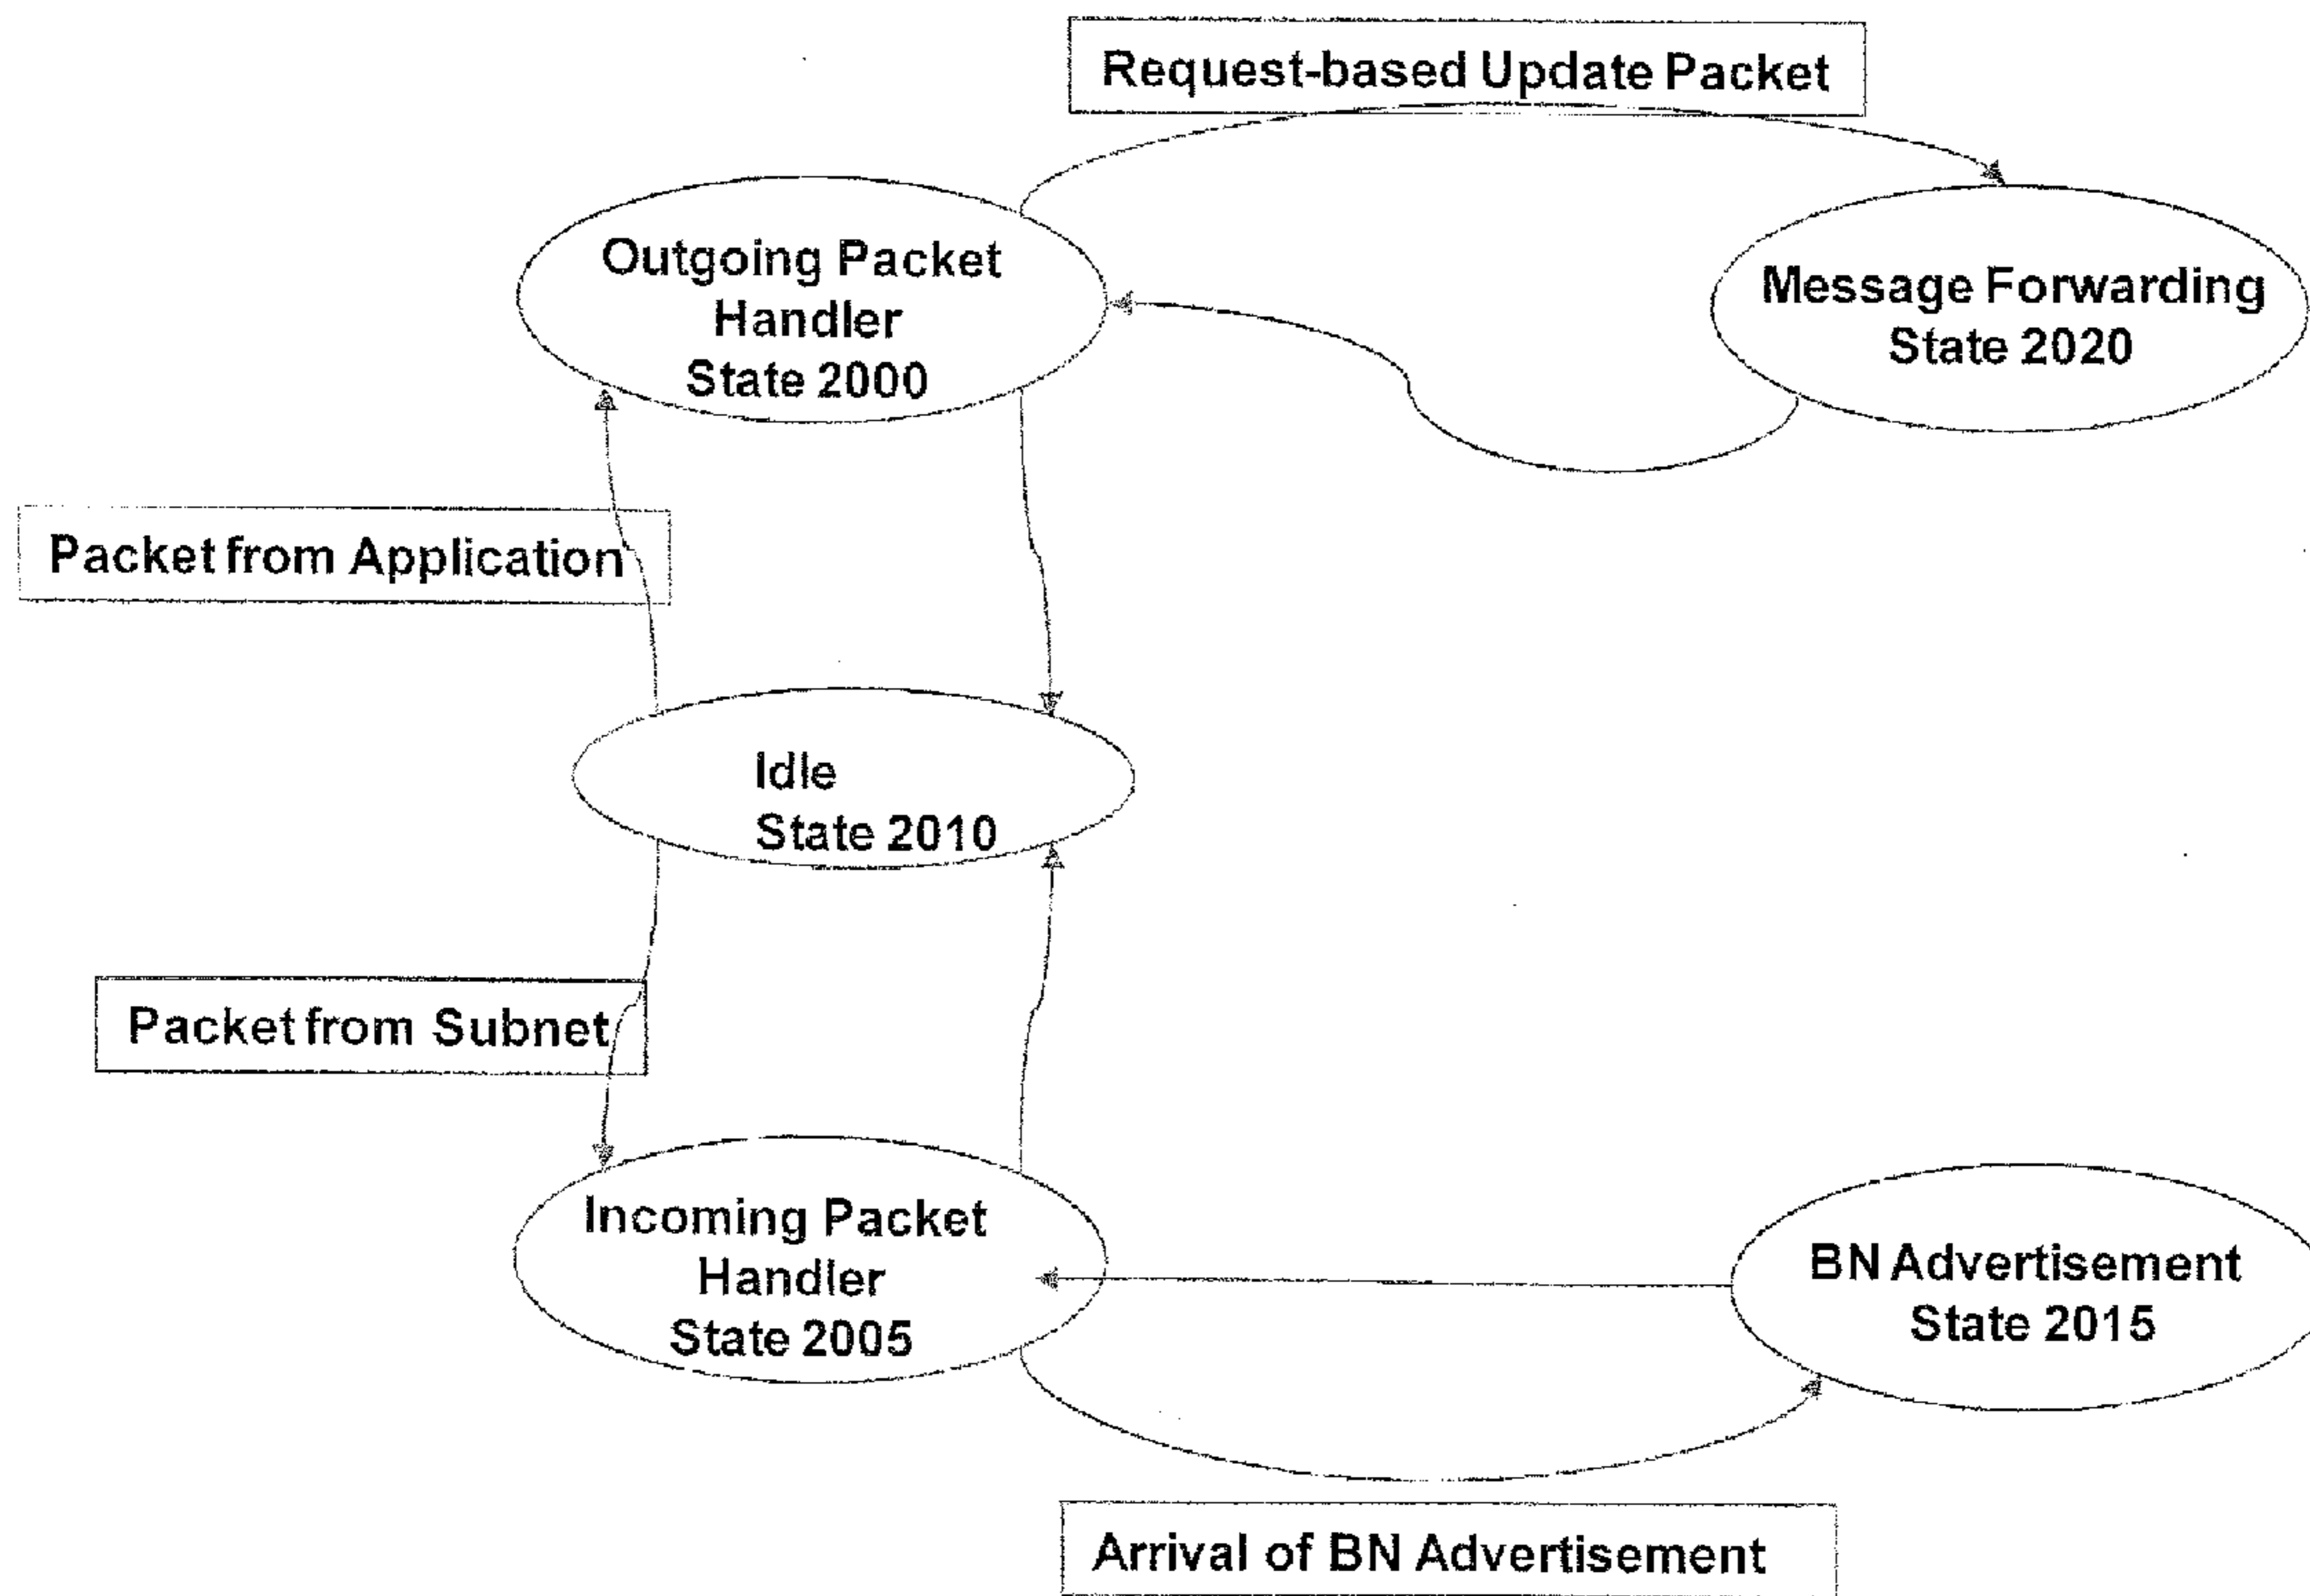 Request-based Update Packet
Outgoing Packet
Handler
State 2000
Message Forwarding
State 2020
Packet from Application
Idle
State 2010
Packet from Subnet
Incoming Packet
Handler
State 2005
BN Advertisement
State 2015
Arrival of BN Advertisement